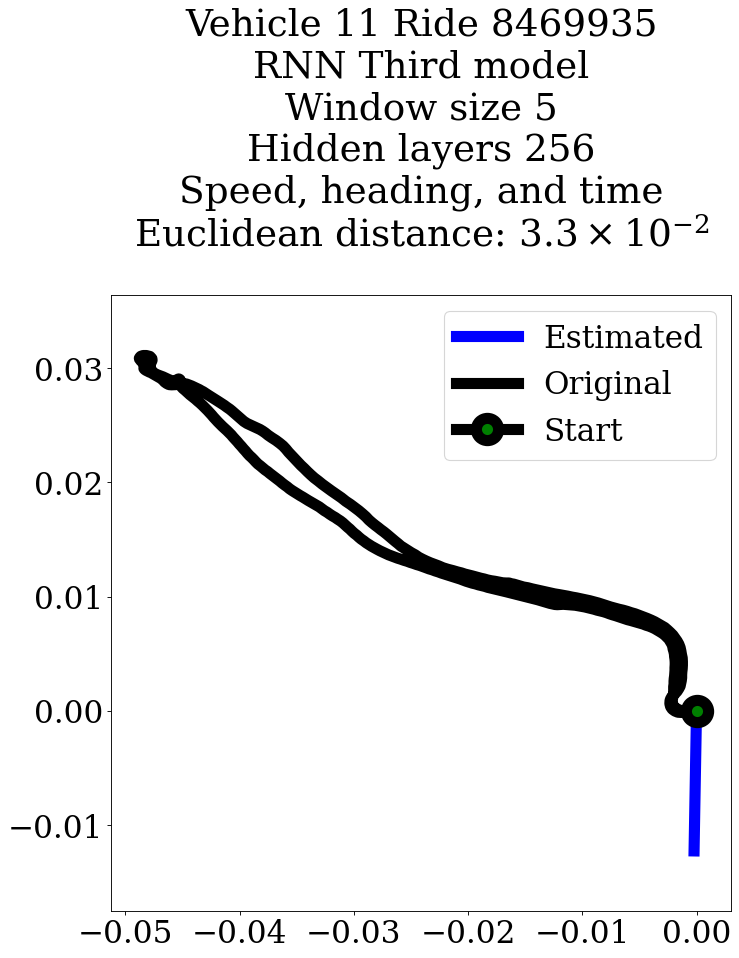 Vehicle 11 Ride 8469935
RNN Third model
Window size 5
Hidden layers 256
Speed, heading, and time
Euclidean distance: 3.3 × 10⁻²
Estimated
Original
Start
0.03
0.02
0.01
0.00
−0.01
−0.05 −0.04 −0.03 −0.02 −0.01 0.00